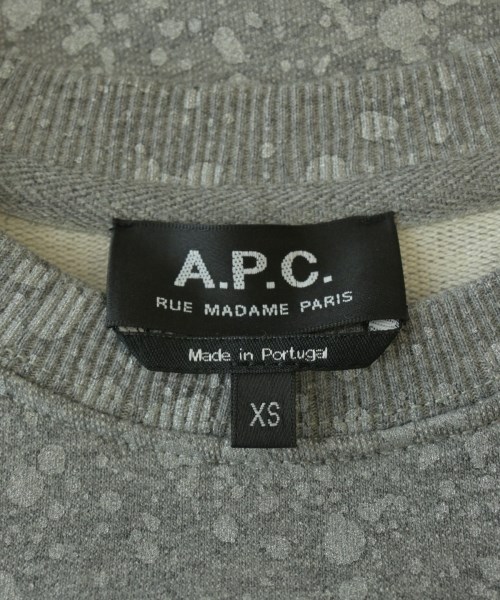 A.P.C.
RUE MADAME PARIS
Made in Portugal
XS